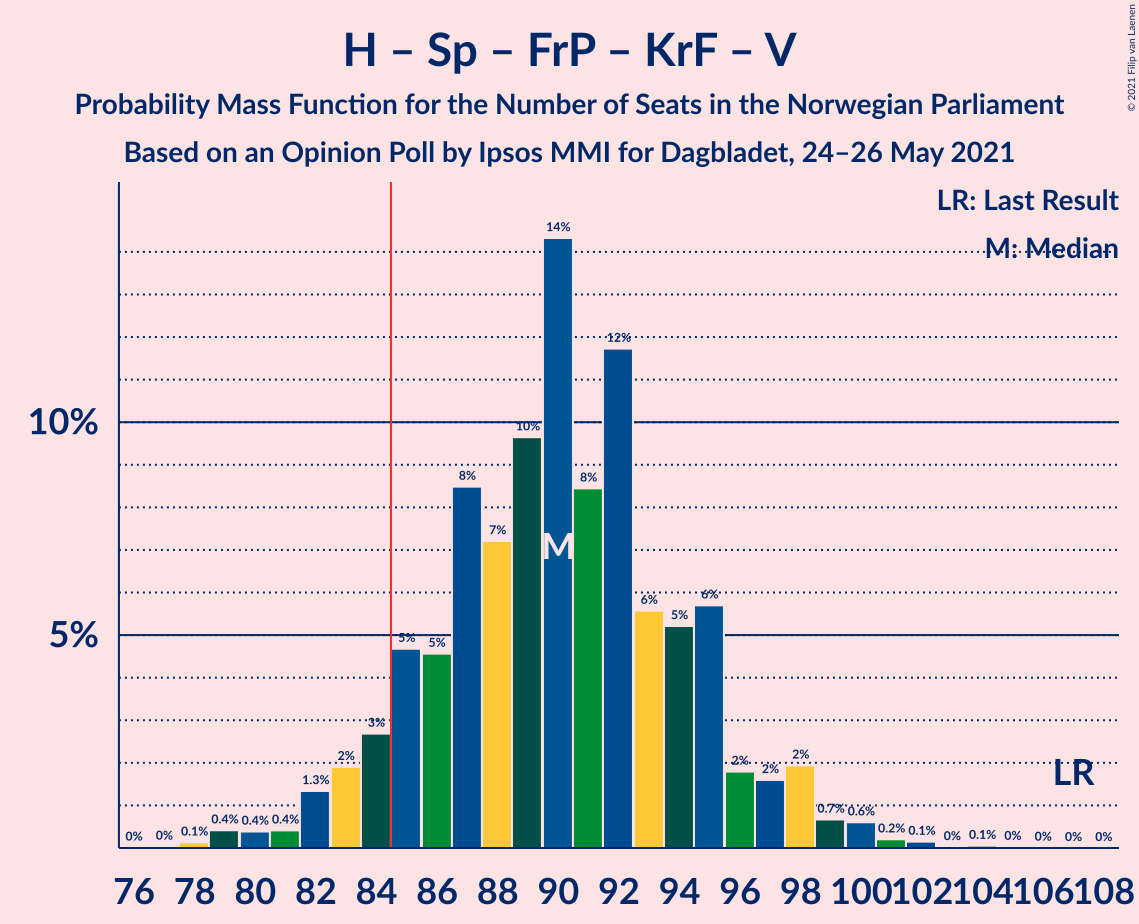 © 2021 Filip van Laenen
H – Sp – FrP – KrF – V
Probability Mass Function for the Number of Seats in the Norwegian Parliament
Based on an Opinion Poll by Ipsos MMI for Dagbladet, 24–26 May 2021
LR: Last Result
M: Median
10%
5%
0% 0% 0.1% 0.4% 0.4% 0.4% 1.3% 2% 3% 5% 5% 8% 7% 10% 14% 8% 12% 6% 5% 6% 2% 2% 2% 0.7% 0.6% 0.2% 0.1% 0% 0.1% 0% 0% 0% 0%
M
LR
76 78 80 82 84 86 88 90 92 94 96 98 100 102 104 106 108